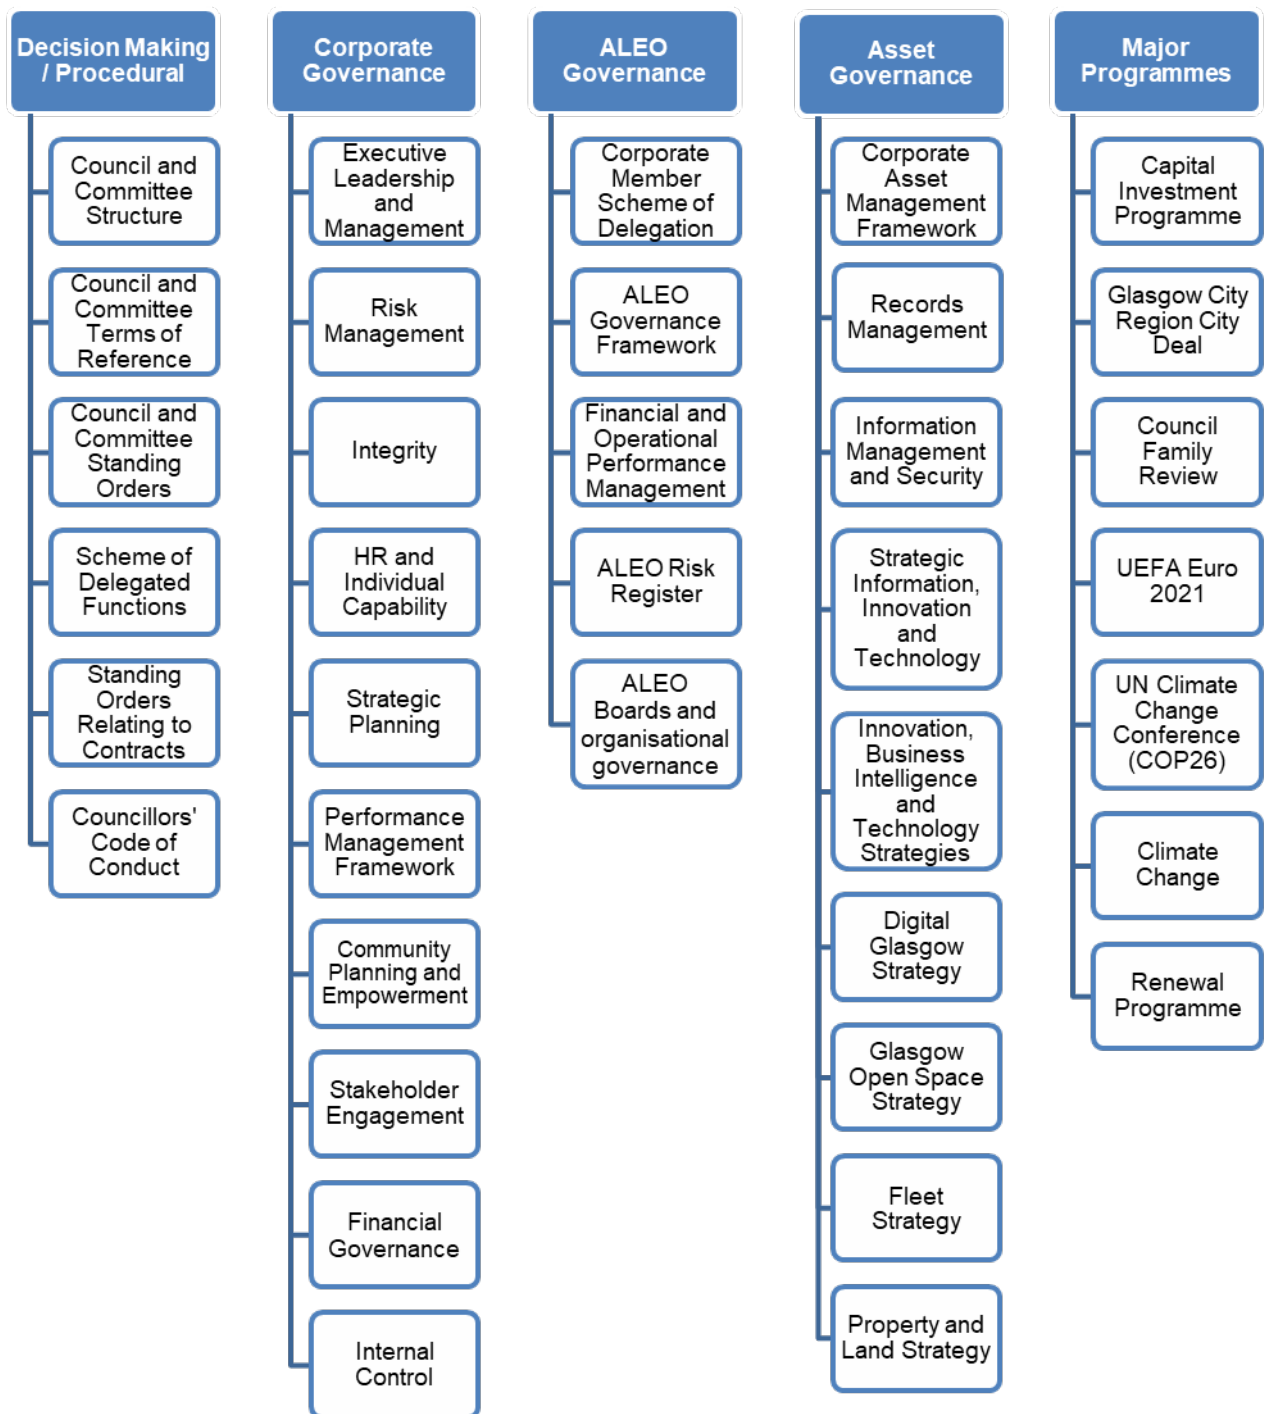 Decision Making
/ Procedural
Council and
Committee
Structure
Council and
Committee
Terms of
Reference
Council and
Committee
Standing
Orders
Scheme of
Delegated
Functions
Standing
Orders
Relating to
Contracts
Councillors'
Code of
Conduct
Corporate
Governance
Executive
Leadership
and
Management
Risk
Management
Integrity
HR and
Individual
Capability
Strategic
Planning
Performance
Management
Framework
Community
Planning and
Empowerment
Stakeholder
Engagement
Financial
Governance
Internal
Control
ALEO
Governance
Corporate
Member
Scheme of
Delegation
ALEO
Governance
Framework
Financial and
Operational
Performance
Management
ALEO Risk
Register
ALEO
Boards and
organisational
governance
Asset
Governance
Corporate
Asset
Management
Framework
Records
Management
Information
Management
and Security
Strategic
Information,
Innovation
and
Technology
Innovation,
Business
Intelligence
and
Technology
Strategies
Digital
Glasgow
Strategy
Glasgow
Open Space
Strategy
Fleet
Strategy
Property and
Land Strategy
Major
Programmes
Capital
Investment
Programme
Glasgow City
Region City
Deal
Council
Family
Review
UEFA Euro
2021
UN Climate
Change
Conference
(COP26)
Climate
Change
Renewal
Programme